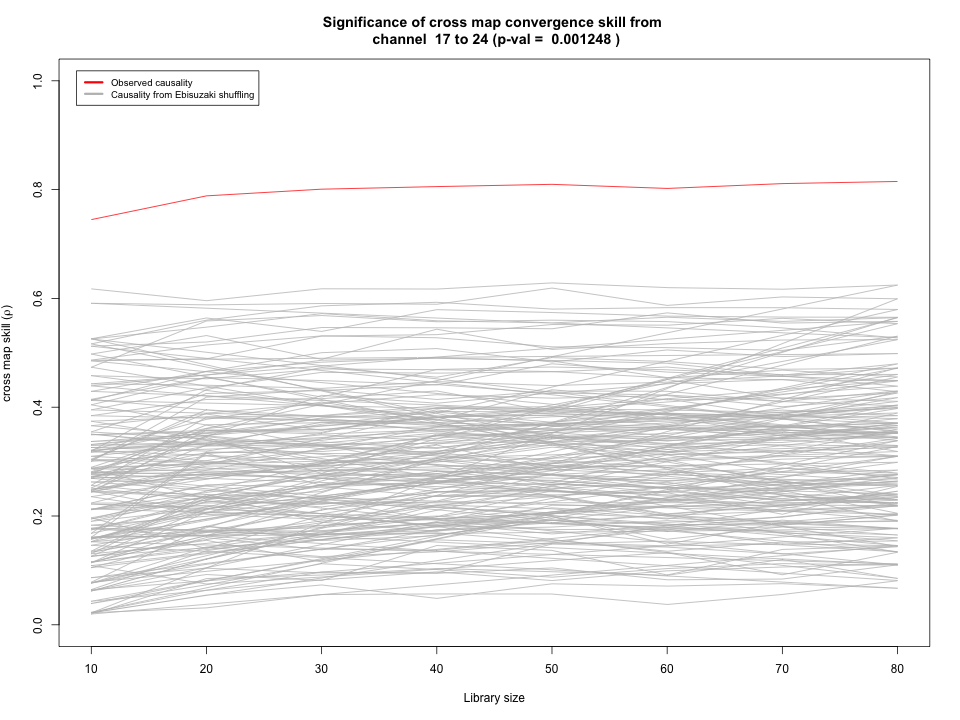 Significance of cross map convergence skill from
channel  17 to 24 (p-val =  0.001248 )
Observed causality
Causality from Ebisuzaki shuffling
cross map skill (ρ)
1.0
0.8
0.6
0.4
0.2
0.0
10 20 30 40 50 60 70 80
Library size